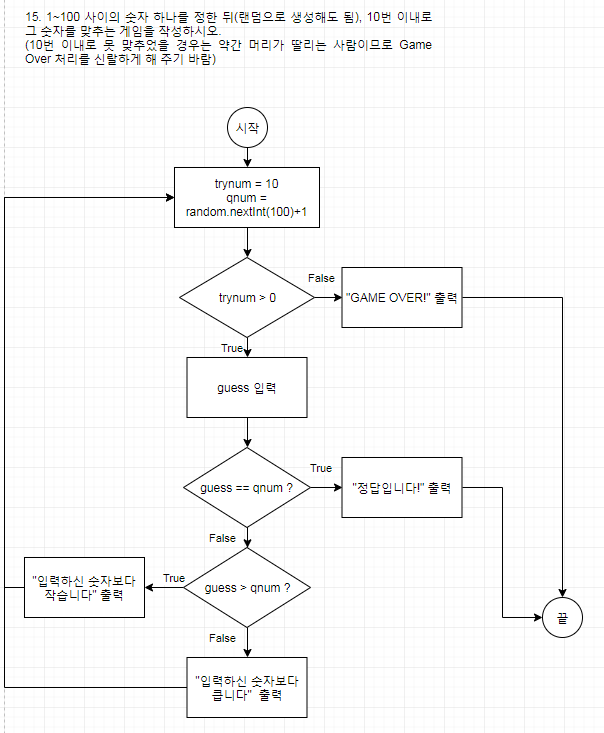 15. 1~100 사이의 숫자 하나를 정한 뒤(랜덤으로 생성해도 됨), 10번 이내로
그 숫자를 맞추는 게임을 작성하시오.
(10번 이내로 못 맞추었을 경우는 약간 머리가 딸리는 사람이므로 Game
Over 처리를 신랄하게 해 주기 바람)
시작
trynum = 10
qnum =
random.nextInt(100)+1
trynum > 0
False
"GAME OVER!" 출력
True
guess 입력
guess == qnum ?
True
"정답입니다!" 출력
False
guess > qnum ?
True
"입력하신 숫자보다
작습니다" 출력
끝
False
"입력하신 숫자보다
큽니다" 출력